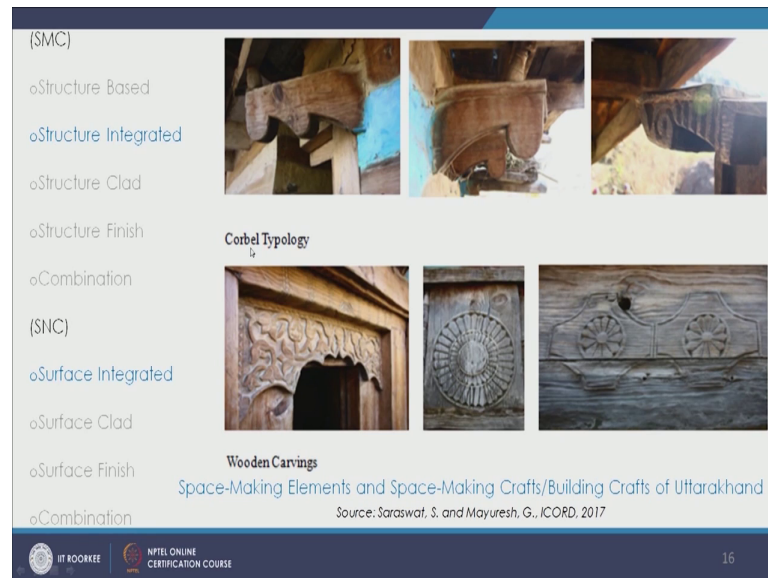 (SMC)
oStructure Based
oStructure Integrated
oStructure Clad
oStructure Finish
oCombination
(SNC)
oSurface Integrated
oSurface Clad
oSurface Finish
oCombination
Corbel Typology
Wooden Carvings
Space-Making Elements and Space-Making Crafts/Building Crafts of Uttarakhand
Source: Saraswat, S. and Mayuresh, G., ICORD, 2017
IIT ROORKEE
NPTEL ONLINE
CERTIFICATION COURSE
NPTEL
16